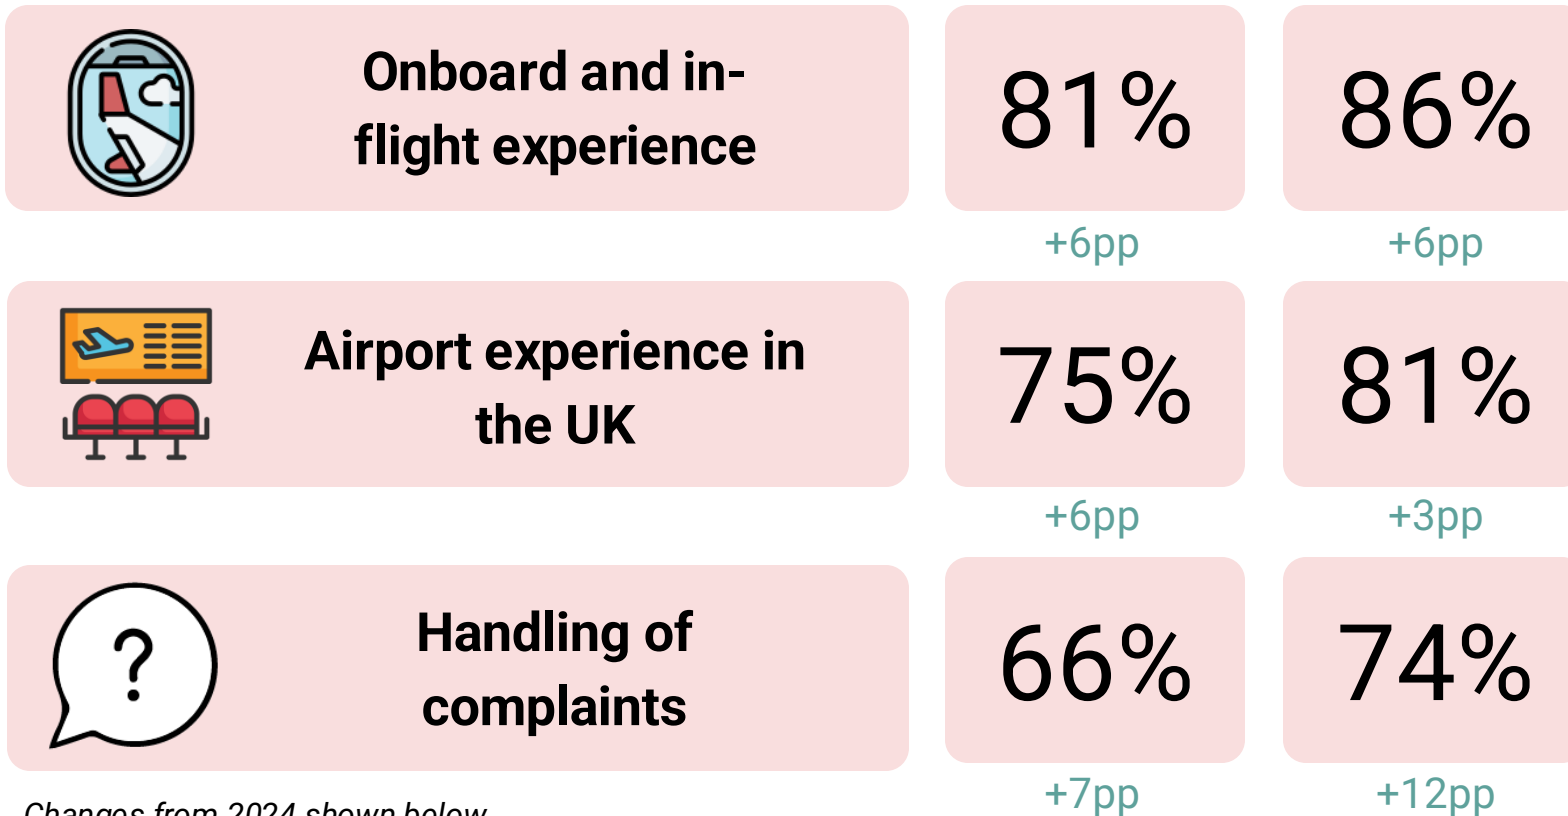 Onboard and in-
flight experience
81%
86%
+6pp
+6pp
Airport experience in
the UK
75%
81%
+6pp
+3pp
Handling of
complaints
?
66%
74%
+7pp
+12pp
Changes from 2024 shown below